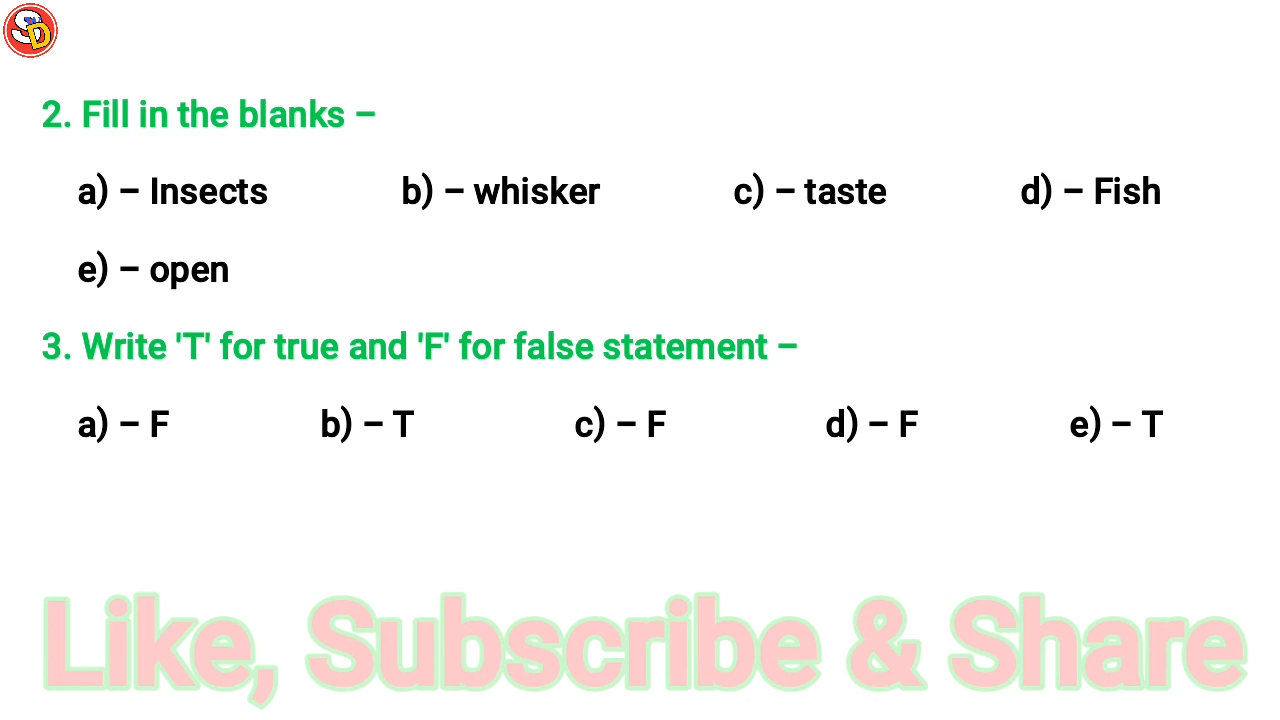 SD
2. Fill in the blanks –
a) – Insects b) – whisker c) – taste d) – Fish
e) – open
3. Write 'T' for true and 'F' for false statement –
a) – F b) – T c) – F d) – F e) – T
Like, Subscribe & Share